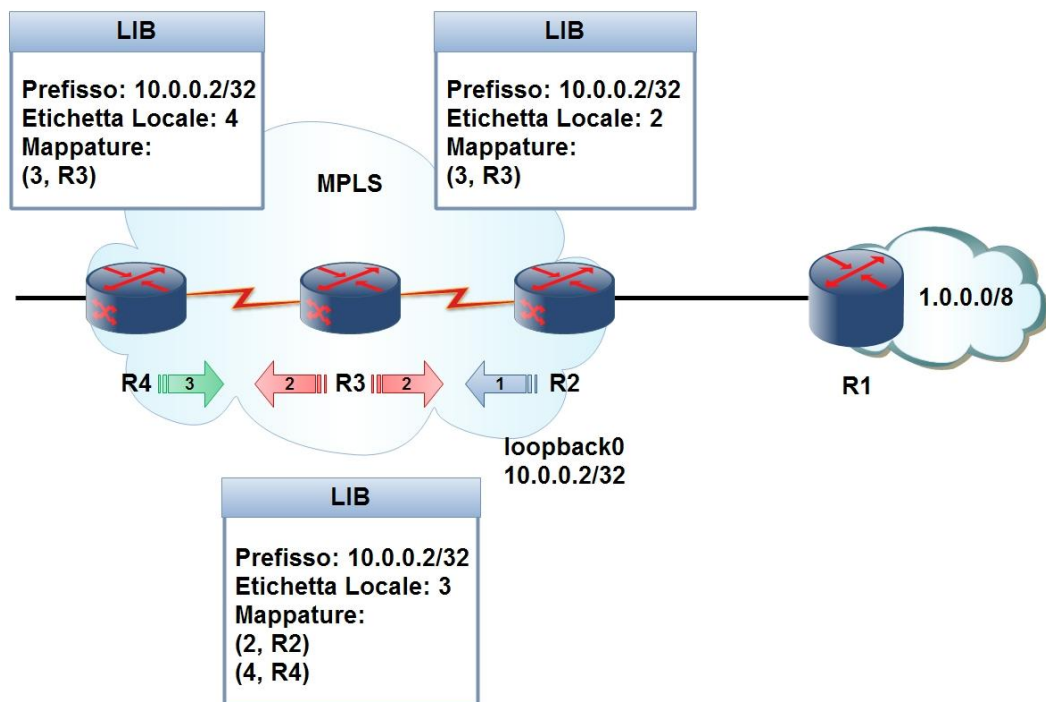 LIB
Prefisso: 10.0.0.2/32
Etichetta Locale: 4
Mappature:
(3, R3)
LIB
Prefisso: 10.0.0.2/32
Etichetta Locale: 2
Mappature:
(3, R3)
MPLS
1.0.0.0/8
R4
3
2
R3
2
1
R2
R1
loopback0
10.0.0.2/32
LIB
Prefisso: 10.0.0.2/32
Etichetta Locale: 3
Mappature:
(2, R2)
(4, R4)